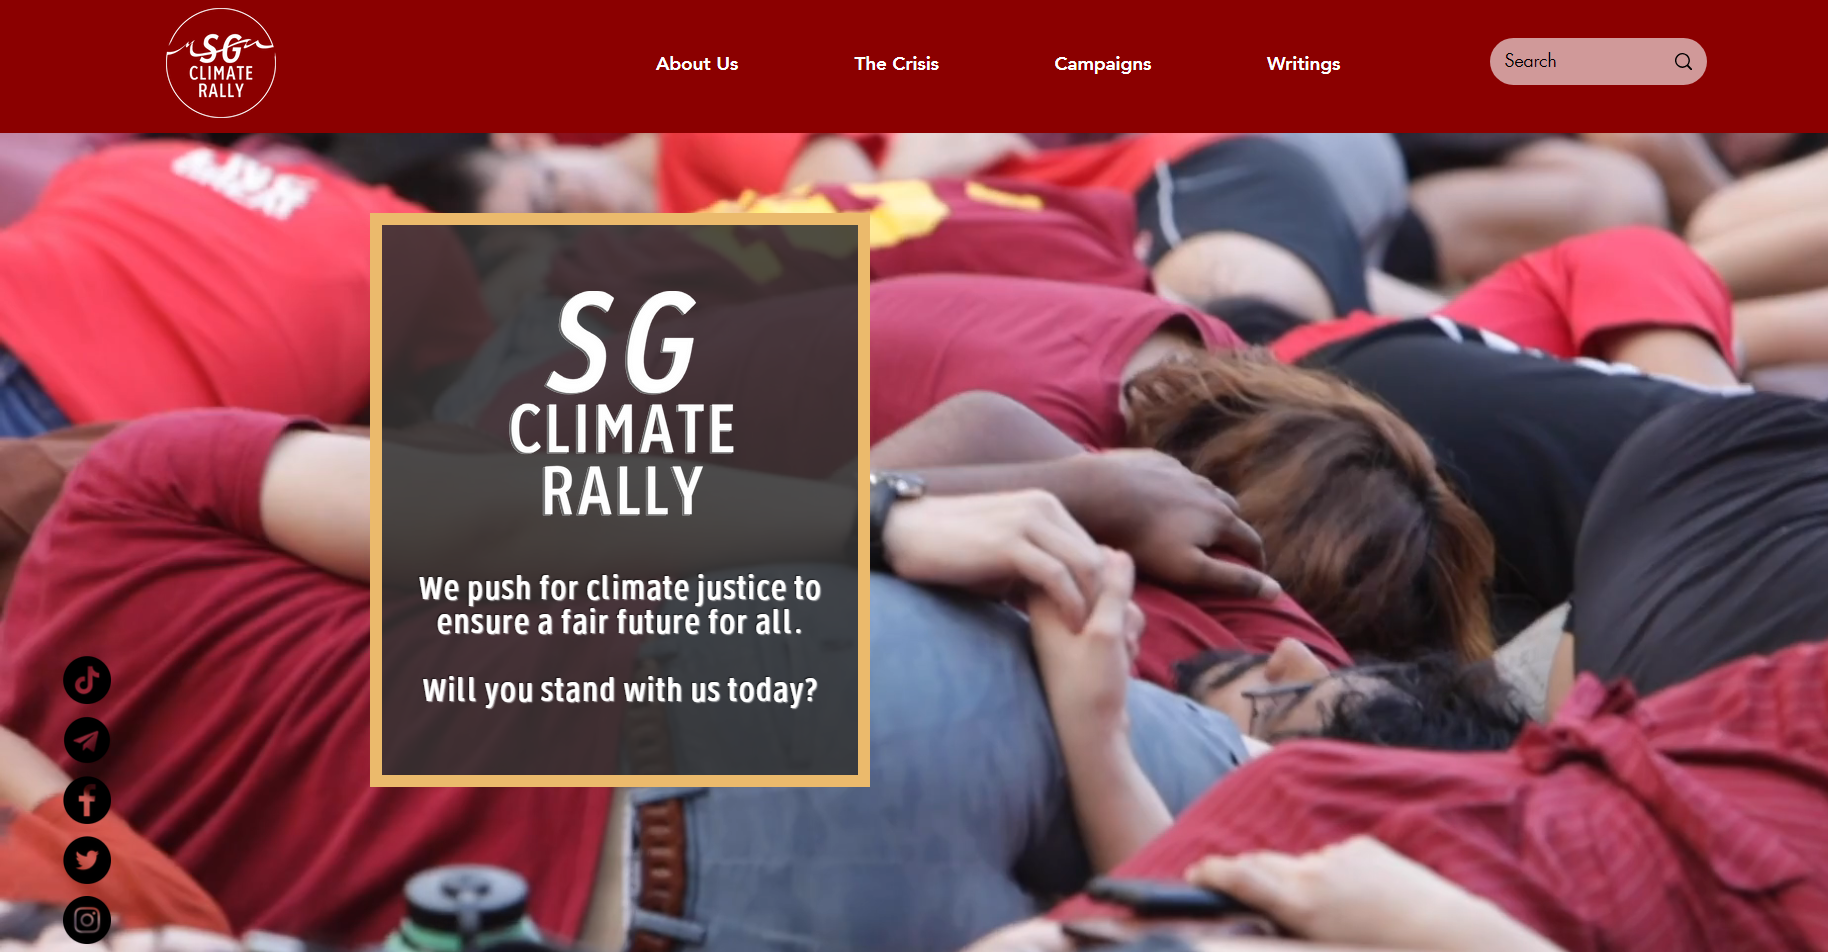 SG
CLIMATE
RALLY
About Us
The Crisis
Campaigns
Writings
Search
SG
CLIMATE
RALLY
We push for climate justice to
ensure a fair future for all.
Will you stand with us today?